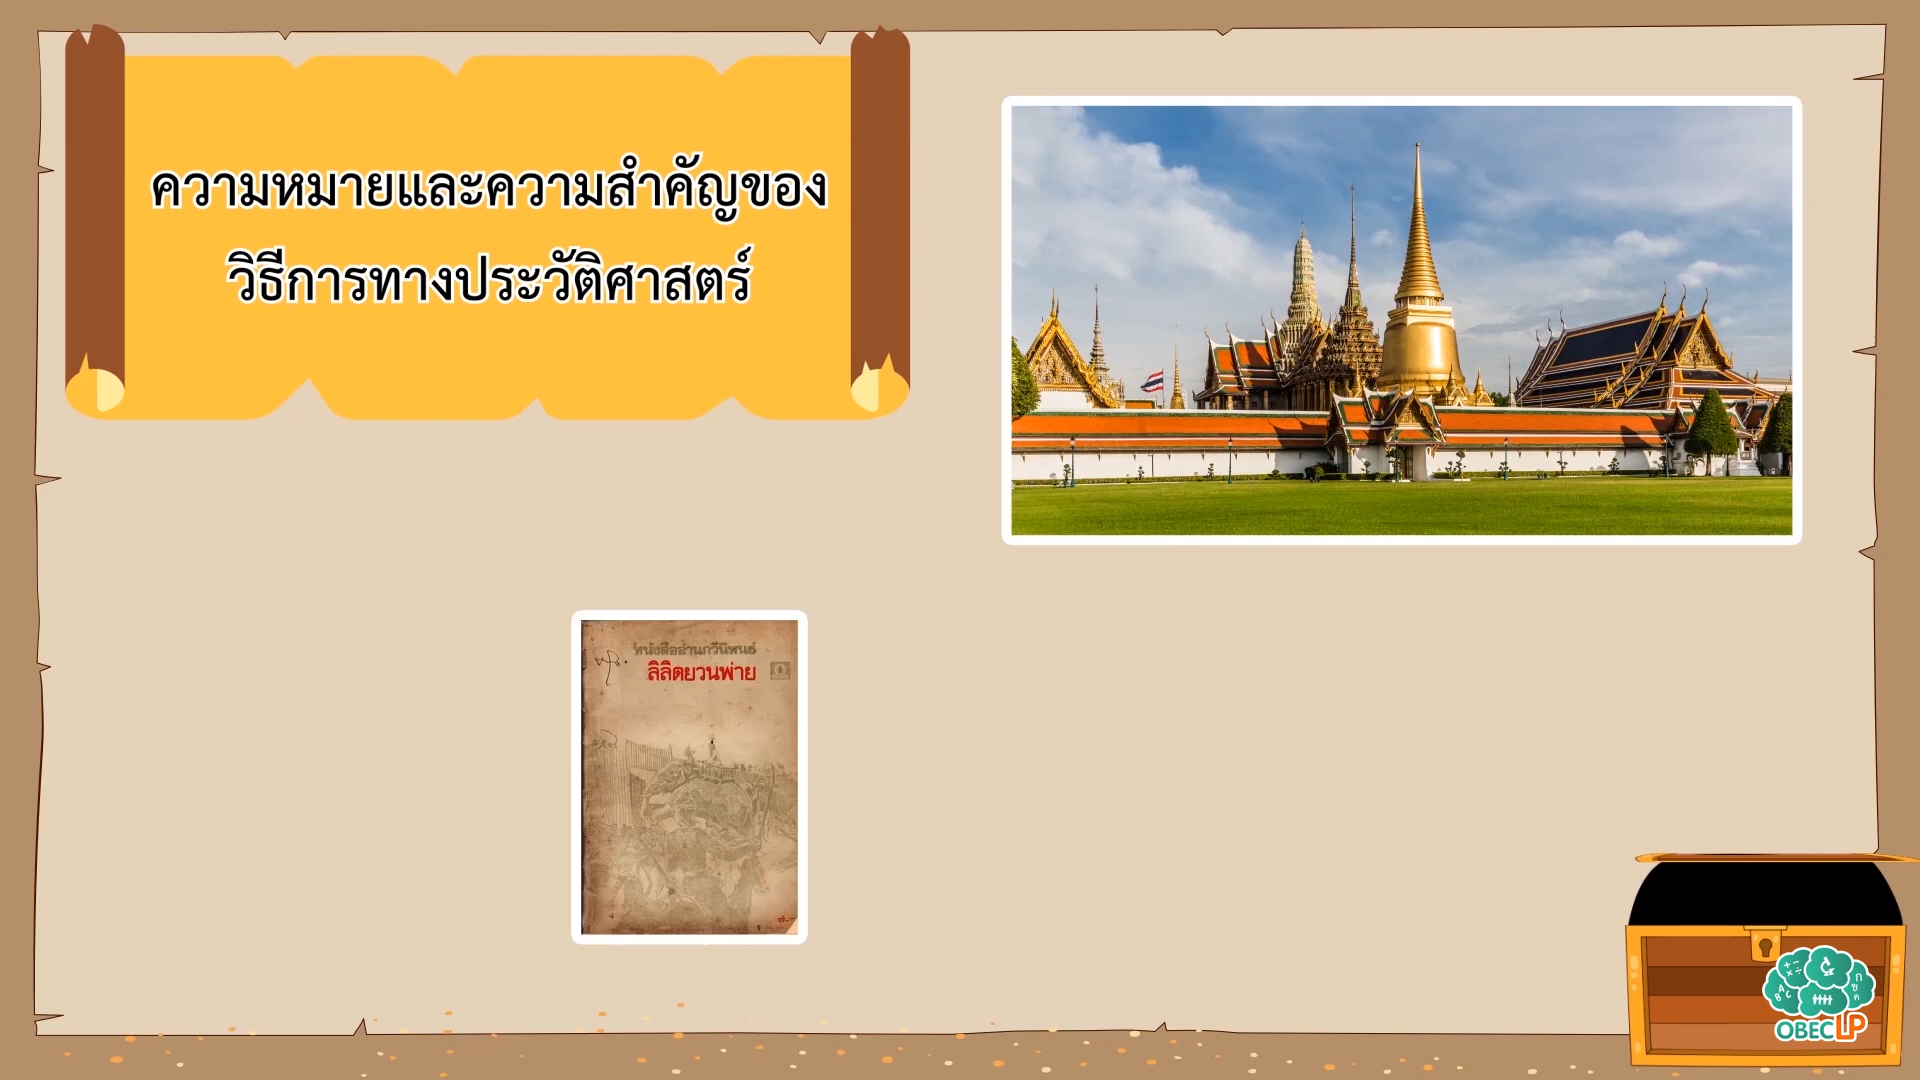 ความหมายและความสำคัญของ
วิธีการทางประวัติศาสตร์
หนังสืออ่านกวีนิพนธ์
ลิลิตยวนพ่าย
OBECLP